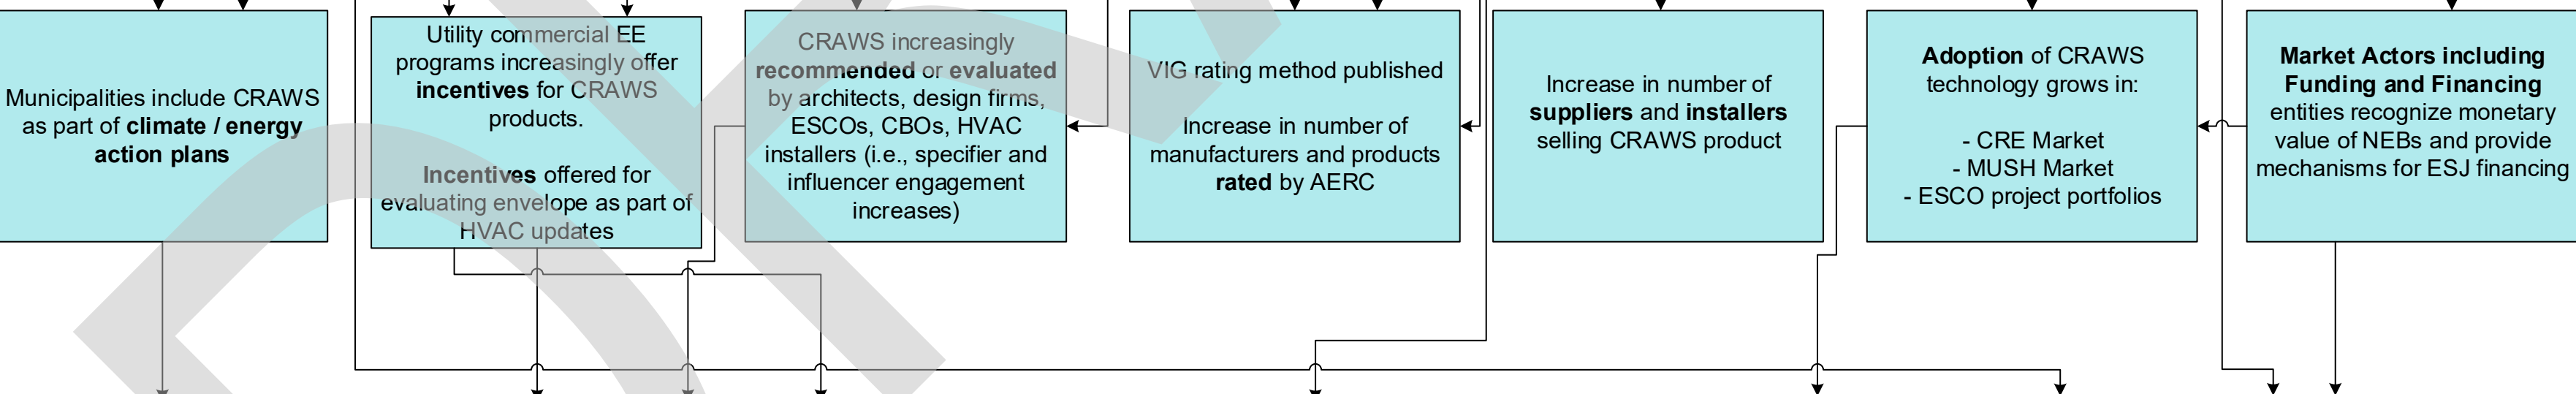 Municipalities include CRAWS
as part of climate / energy
action plans
Utility commercial EE
programs increasingly offer
incentives for CRAWS
products.
Incentives offered for
evaluating envelope as part of
HVAC updates
CRAWS increasingly
recommended or evaluated
by architects, design firms,
ESCOs, CBOs, HVAC
installers (i.e., specifier and
influencer engagement
increases)
VIG rating method published
Increase in number of
manufacturers and products
rated by AERC
Increase in number of
suppliers and installers
selling CRAWS product
Adoption of CRAWS
technology grows in:
- CRE Market
- MUSH Market
- ESCO project portfolios
Market Actors including
Funding and Financing
entities recognize monetary
value of NEBs and provide
mechanisms for ESJ financing